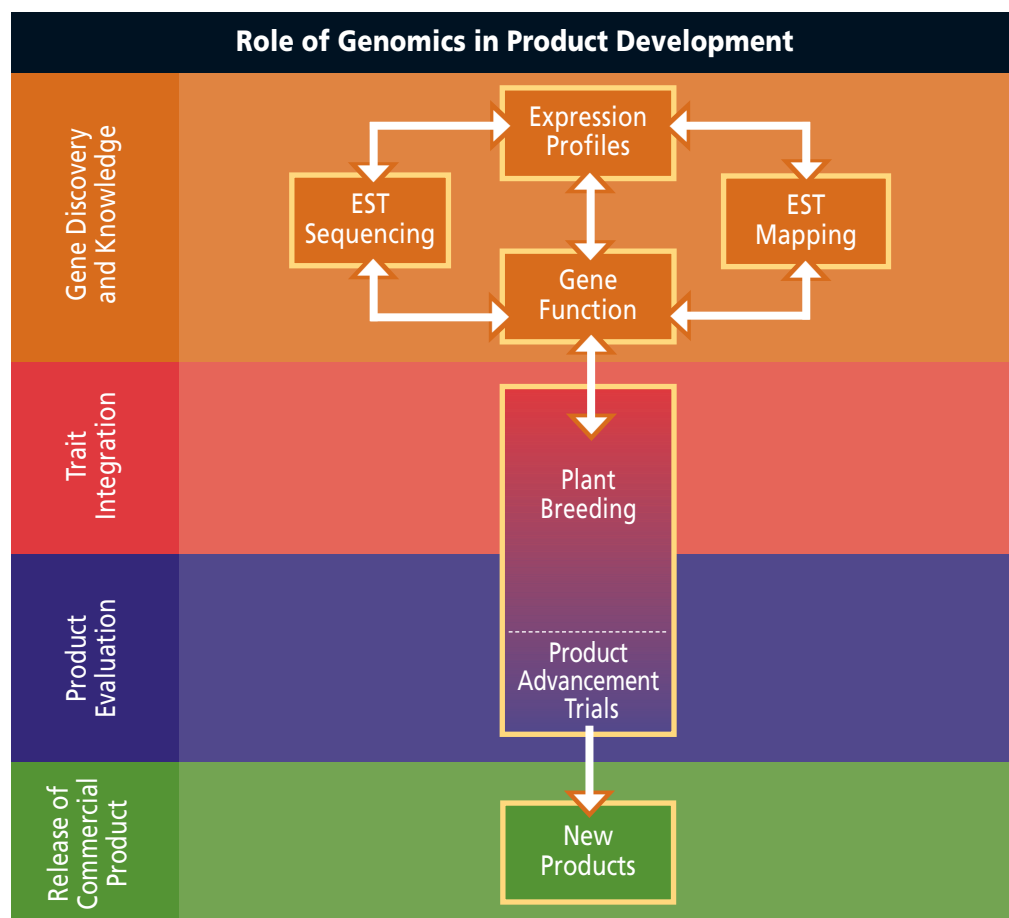 Role of Genomics in Product Development
Gene Discovery
and Knowledge
Expression
Profiles
EST
Sequencing
EST
Mapping
Gene
Function
Trait
Integration
Plant
Breeding
Product
Evaluation
Product
Advancement
Trials
Release of
Commercial
Product
New
Products